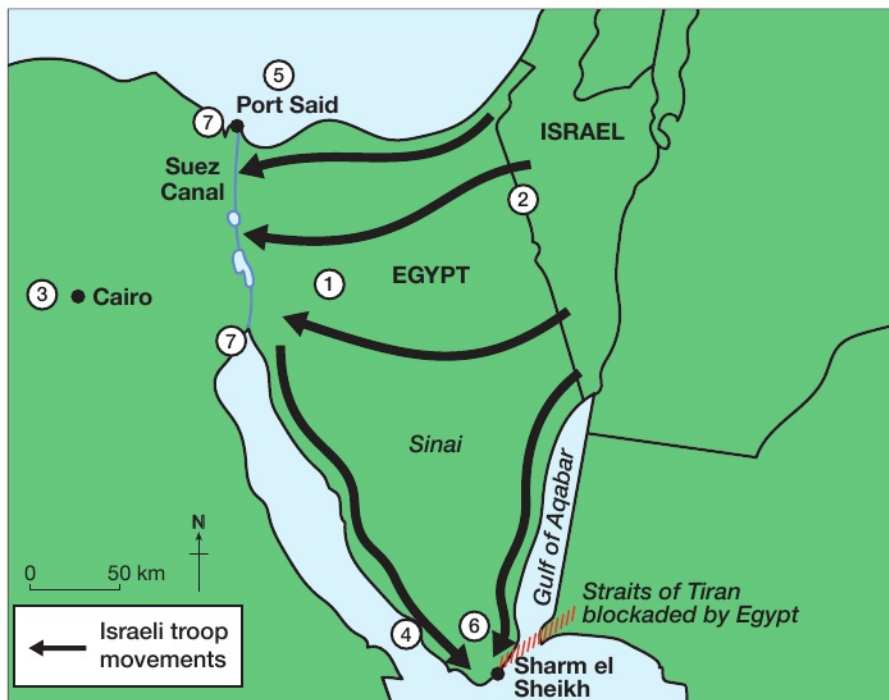 5
Port Said
7
ISRAEL
Suez
Canal
2
1
EGYPT
3
Cairo
7
Sinai
Gulf of Aqabar
N
0 50 km
Straits of Tiran
blockaded by Egypt
4
6
Israeli troop
movements
Sharm el
Sheikh